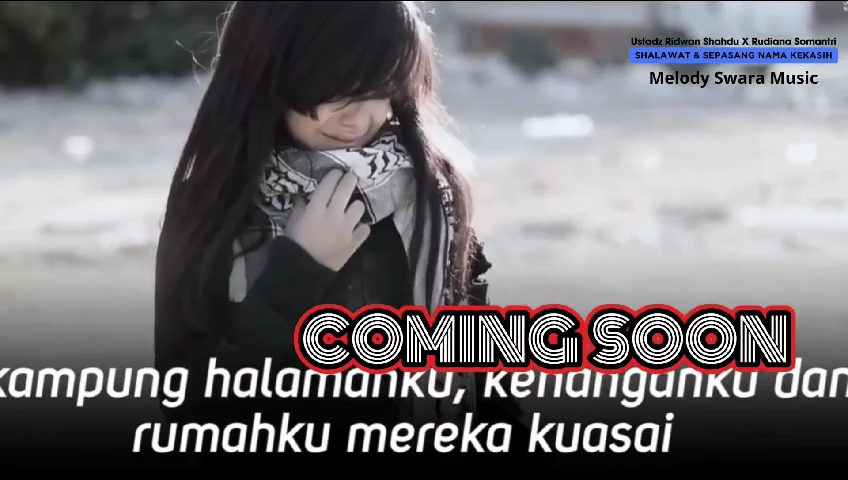 Ustadz Ridwan Shahdu X Rudiana Somantri
SHALAWAT & SEPASANG NAMA KEKASIH
Melody Swara Music
COMING SOON
kampung halamanku, kenanganku dan
rumahku mereka kuasai